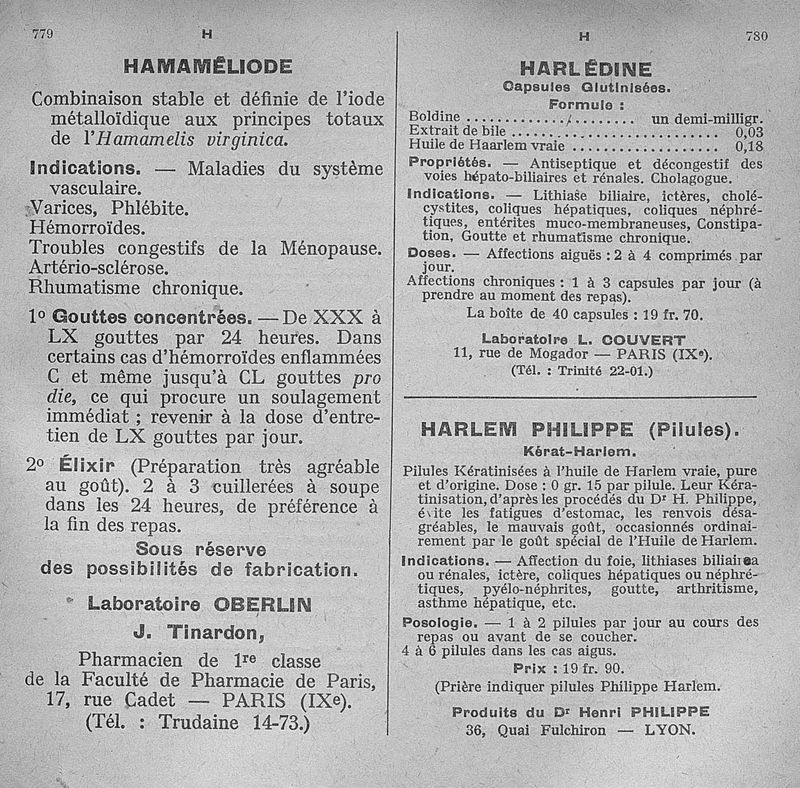 779
H
HAMAMÊLIODE
Combinaison stable et définie de l'iode
métalloïdique aux principes totaux
de l'Hamamelis virginica.
Indications. — Maladies du système
vasculaire.
Varices, Phlébite.
Hémorroïdes.
Troubles congestifs de la Ménopause.
Artério-sclérose.
Rhumatisme chronique.
1º Gouttes concentrées. — De XXX à
LX gouttes par 24 heures. Dans
certains cas d'hémorroïdes enflammées
C et même jusqu'à CL gouttes pro
die, ce qui procure un soulagement
immédiat ; revenir à la dose d'entre-
tien de LX gouttes par jour.
2º Élixir (Préparation très agréable
au goût). 2 à 3 cuillerées à soupe
dans les 24 heures, de préférence à
la fin des repas.
Sous réserve
des possibilités de fabrication.
Laboratoire OBERLIN
J. Tinardon,
Pharmacien de 1re classe
de la Faculté de Pharmacie de Paris,
17, rue Cadet — PARIS (IXe).
(Tél. : Trudaine 14-73.)
H
780
HARLÉDINE
Capsules Glutinisées.
Formule :
Boldine .................... un demi-milligr.
Extrait de bile ......................... 0,03
Huile de Haarlem vraie .................. 0,18
Propriétés. — Antiseptique et décongestif des
voies hépato-biliaires et rénales. Cholagogue.
Indications. — Lithiase biliaire, ictères, cholé-
cystites, coliques hépatiques, coliques néphré-
tiques, entérites muco-membraneuses, Constipa-
tion, Goutte et rhumatisme chronique.
Doses. — Affections aiguës : 2 à 4 comprimés par
jour.
Affections chroniques : 1 à 3 capsules par jour (à
prendre au moment des repas).
La boîte de 40 capsules : 19 fr. 70.
Laboratoire L. COUVERT
11, rue de Mogador — PARIS (IXe).
(Tél. : Trinité 22-01.)
HARLEM PHILIPPE (Pilules).
Kérat-Harlem.
Pilules Kératinisées à l'huile de Harlem vraie, pure
et d'origine. Dose : 0 gr. 15 par pilule. Leur Kéra-
tinisation, d'après les procédés du Dr H. Philippe,
évite les fatigues d'estomac, les renvois désa-
gréables, le mauvais goût, occasionnés ordinai-
rement par le goût spécial de l'Huile de Harlem.
Indications. — Affection du foie, lithiases biliaires
ou rénales, ictère, coliques hépatiques ou néphré-
tiques, pyélo-néphrites, goutte, arthritisme,
asthme hépatique, etc.
Posologie. — 1 à 2 pilules par jour au cours des
repas ou avant de se coucher.
4 à 6 pilules dans les cas aigus.
Prix : 19 fr. 90.
(Prière indiquer pilules Philippe Harlem.
Produits du Dr Henri PHILIPPE
36, Quai Fulchiron — LYON.